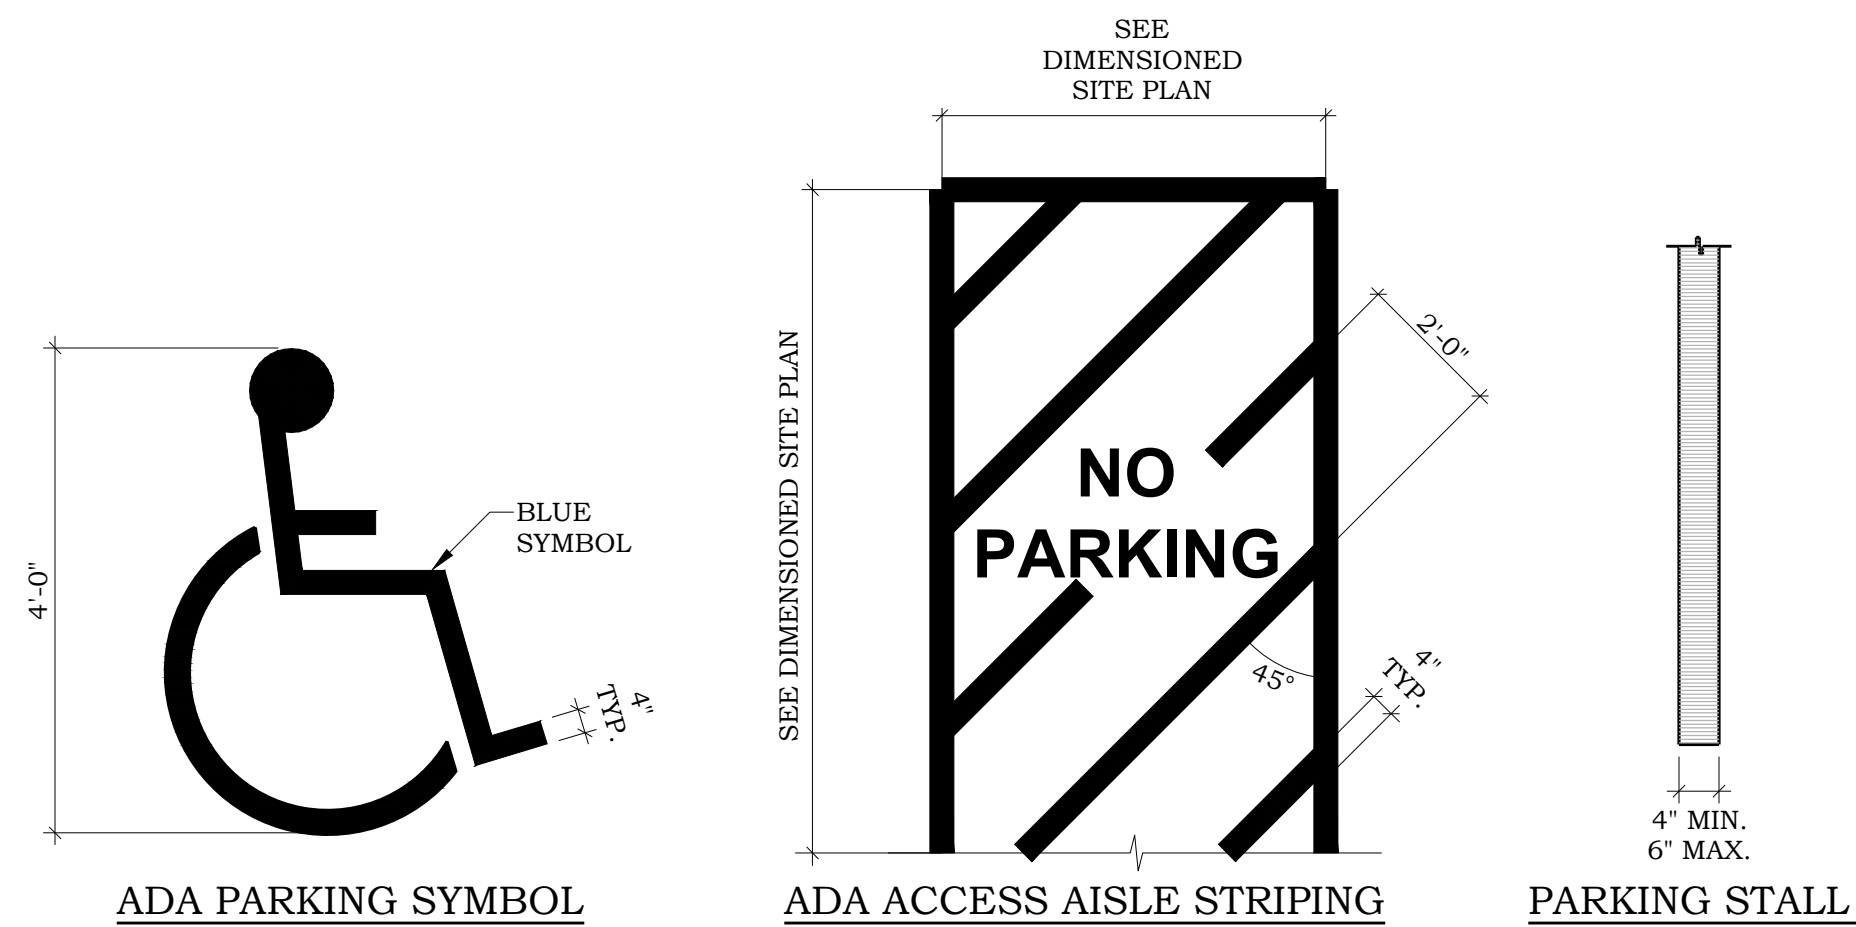 4'-0"
BLUE
SYMBOL
4"
TYP.
ADA PARKING SYMBOL
SEE
DIMENSIONED
SITE PLAN
SEE DIMENSIONED SITE PLAN
2'-0"
NO
PARKING
45°
4"
TYP.
ADA ACCESS AISLE STRIPING
4" MIN.
6" MAX.
PARKING STALL